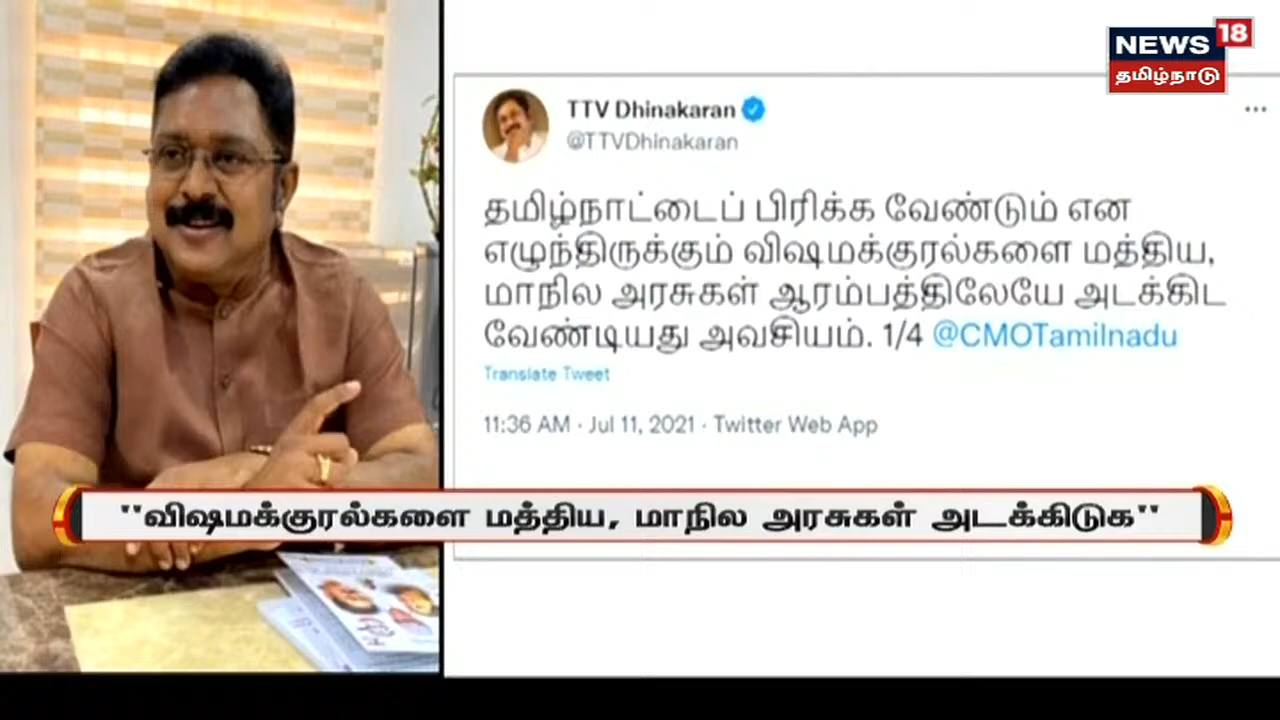 NEWS 18
தமிழ்நாடு
TTV Dhinakaran
@TTVDhinakaran
தமிழ்நாட்டைப் பிரிக்க வேண்டும் என
எழுந்திருக்கும் விஷமக்குரல்களை மத்திய,
மாநில அரசுகள் ஆரம்பத்திலேயே அடக்கிட
வேண்டியது அவசியம். 1/4 @CMOTamilnadu
Translate Tweet
11:36 AM · Jul 11, 2021 · Twitter Web App
"விஷமக்குரல்களை மத்திய, மாநில அரசுகள் அடக்கிடுக"